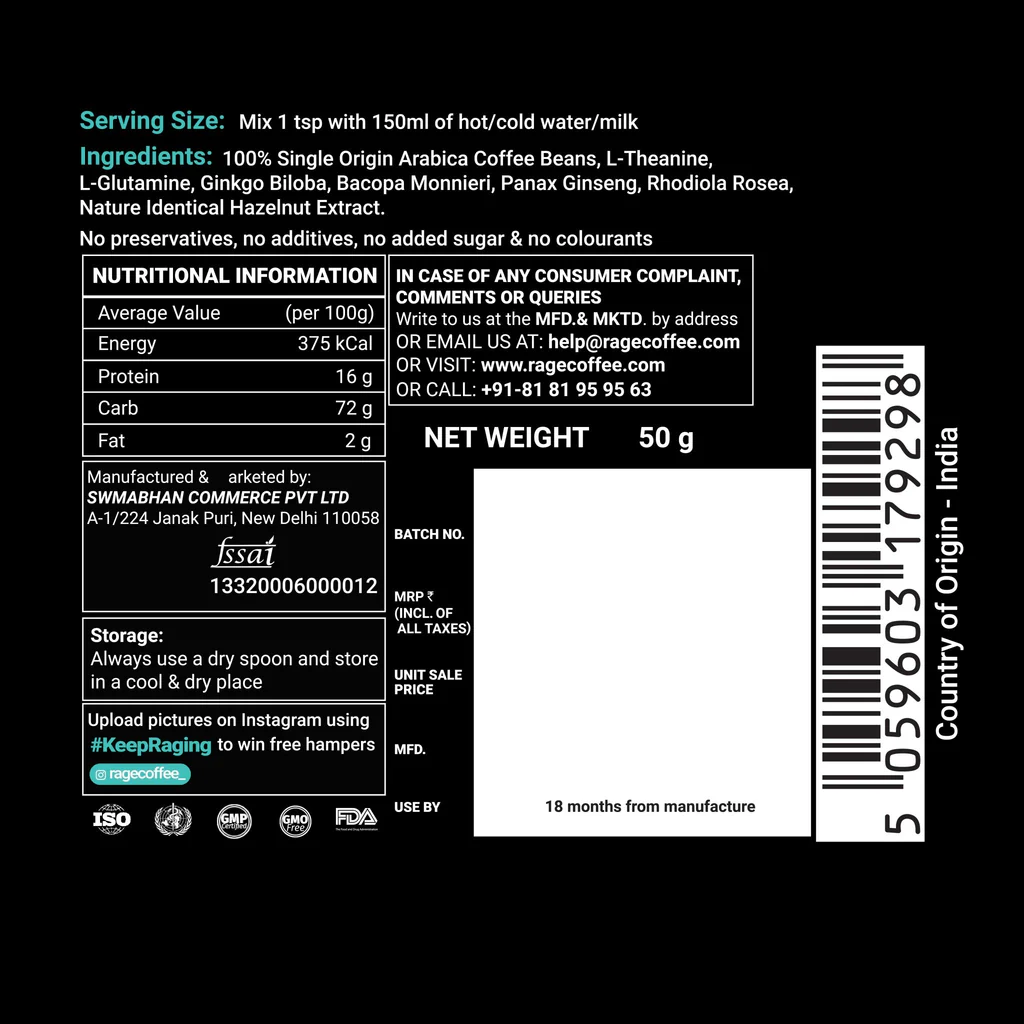 Serving Size: Mix 1 tsp with 150ml of hot/cold water/milk
Ingredients: 100% Single Origin Arabica Coffee Beans, L-Theanine,
L-Glutamine, Ginkgo Biloba, Bacopa Monnieri, Panax Ginseng, Rhodiola Rosea,
Nature Identical Hazelnut Extract.
No preservatives, no additives, no added sugar & no colourants
NUTRITIONAL INFORMATION
Average Value (per 100g)
Energy 375 kCal
Protein 16 g
Carb 72 g
Fat 2 g
Manufactured & arketed by:
SWMABHAN COMMERCE PVT LTD
A-1/224 Janak Puri, New Delhi 110058
fssai
13320006000012
Storage:
Always use a dry spoon and store
in a cool & dry place
Upload pictures on Instagram using
#KeepRaging to win free hampers
ragecoffee_
ISO
GMP
Certified
GMO
Free
FDA
IN CASE OF ANY CONSUMER COMPLAINT,
COMMENTS OR QUERIES
Write to us at the MFD.& MKTD. by address
OR EMAIL US AT: help@ragecoffee.com
OR VISIT: www.ragecoffee.com
OR CALL: +91-81 81 95 95 63
NET WEIGHT 50 g
BATCH NO.
MRP ₹
(INCL. OF
ALL TAXES)
UNIT SALE
PRICE
MFD.
USE BY 18 months from manufacture
5 059603 179298
Country of Origin - India